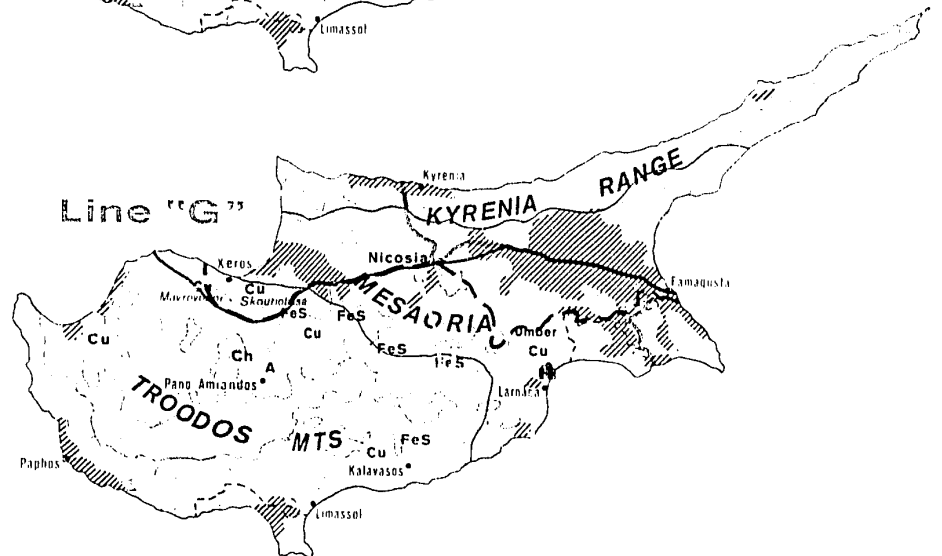 Limassol
Kyrenia
KYRENIA RANGE
Line "G"
Xeros
Nicosia
Cu
Skouriotissa
Famagusta
MESAORIA
FeS
FeS
Cu
Cu
FeS
FeS
Umber
Cu
Ch
A
Pano Amiandos
Larnaca
TROODOS MTS
Cu
FeS
Paphos
Kalavasos
Limassol